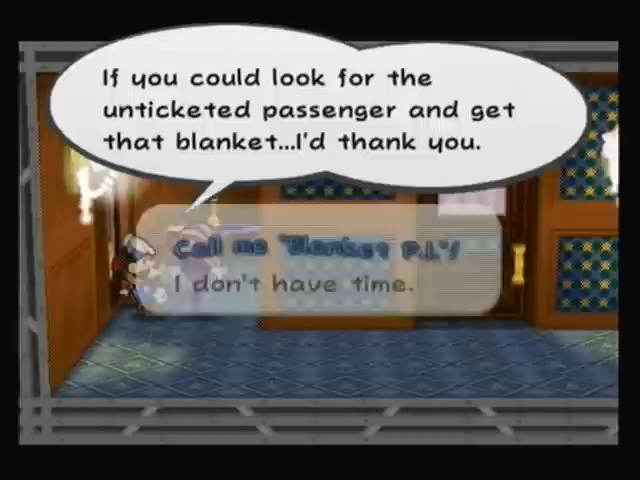 If you could look for the
unticketed passenger and get
that blanket...I'd thank you.
Call me "Blanket P.I."!
I don't have time.